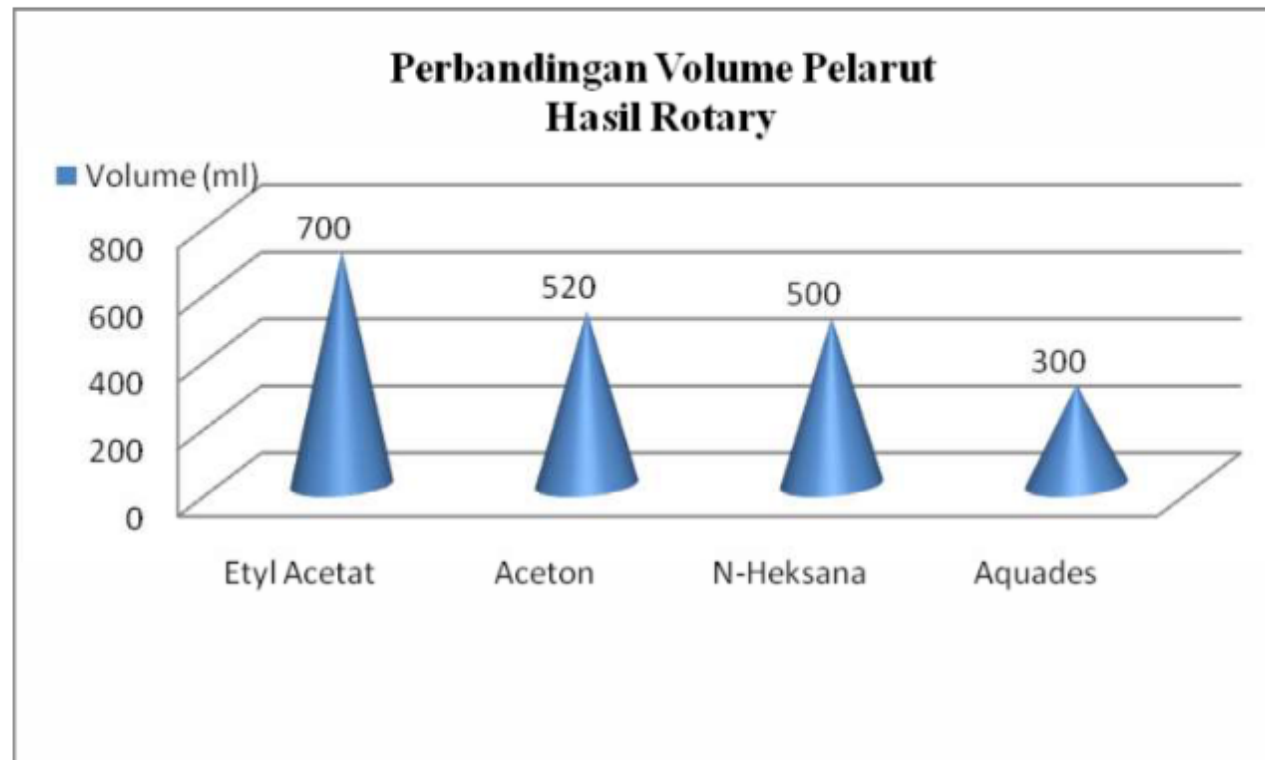 Perbandingan Volume Pelarut
Hasil Rotary
Volume (ml)
800
600
400
200
0
700
520
500
300
Etyl Acetat
Aceton
N-Heksana
Aquades